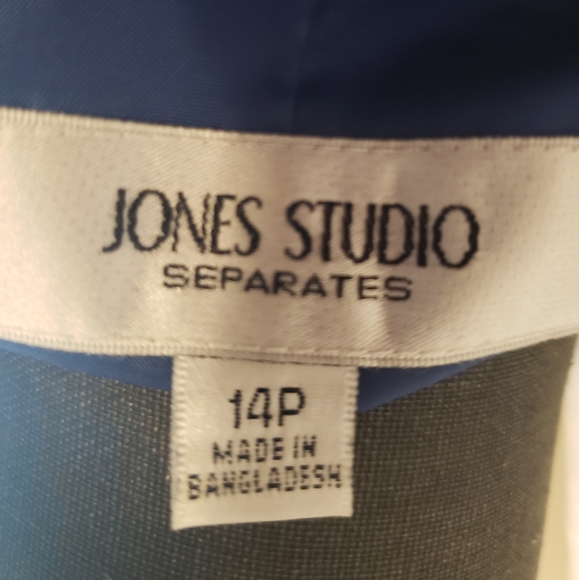 JONES STUDIO
SEPARATES
14P
MADE IN
BANGLADESH